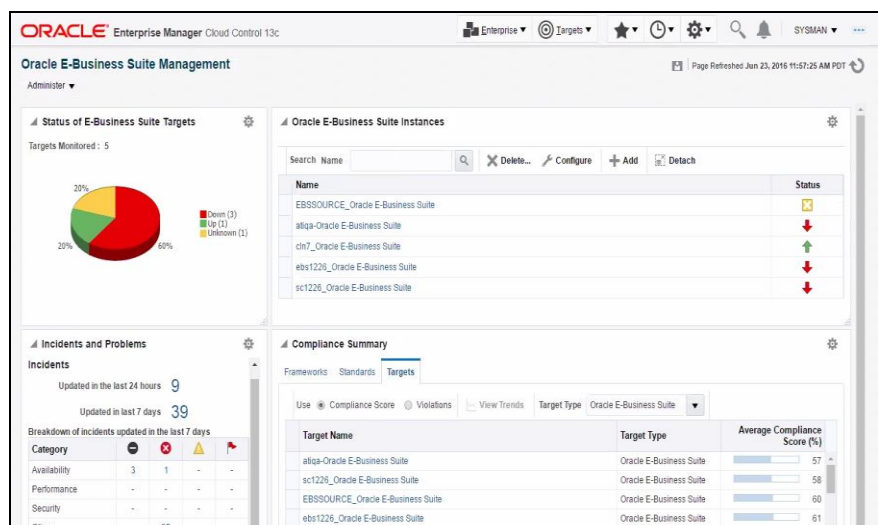 ORACLE Enterprise Manager Cloud Control 13c
Enterprise Targets SYSMAN
Oracle E-Business Suite Management
Page Refreshed Jun 23, 2016 11:57:25 AM PDT
Administer
Status of E-Business Suite Targets
Targets Monitored : 5
20%
20%
60%
Down (3)
Up (1)
Unknown (1)
Oracle E-Business Suite Instances
Search Name Delete... Configure Add Detach
Name Status
EBSSOURCE_Oracle E-Business Suite
atiqa-Oracle E-Business Suite
cln7_Oracle E-Business Suite
ebs1226_Oracle E-Business Suite
sc1226_Oracle E-Business Suite
Incidents and Problems
Incidents
Updated in the last 24 hours 9
Updated in last 7 days 39
Breakdown of incidents updated in the last 7 days
Category
Availability 3 1 - -
Performance - - - -
Security - - - -
Compliance Summary
Frameworks Standards Targets
Use Compliance Score Violations View Trends Target Type Oracle E-Business Suite
Target Name Target Type Average Compliance Score (%)
atiqa-Oracle E-Business Suite Oracle E-Business Suite 57
sc1226_Oracle E-Business Suite Oracle E-Business Suite 58
EBSSOURCE_Oracle E-Business Suite Oracle E-Business Suite 60
ebs1226_Oracle E-Business Suite Oracle E-Business Suite 61